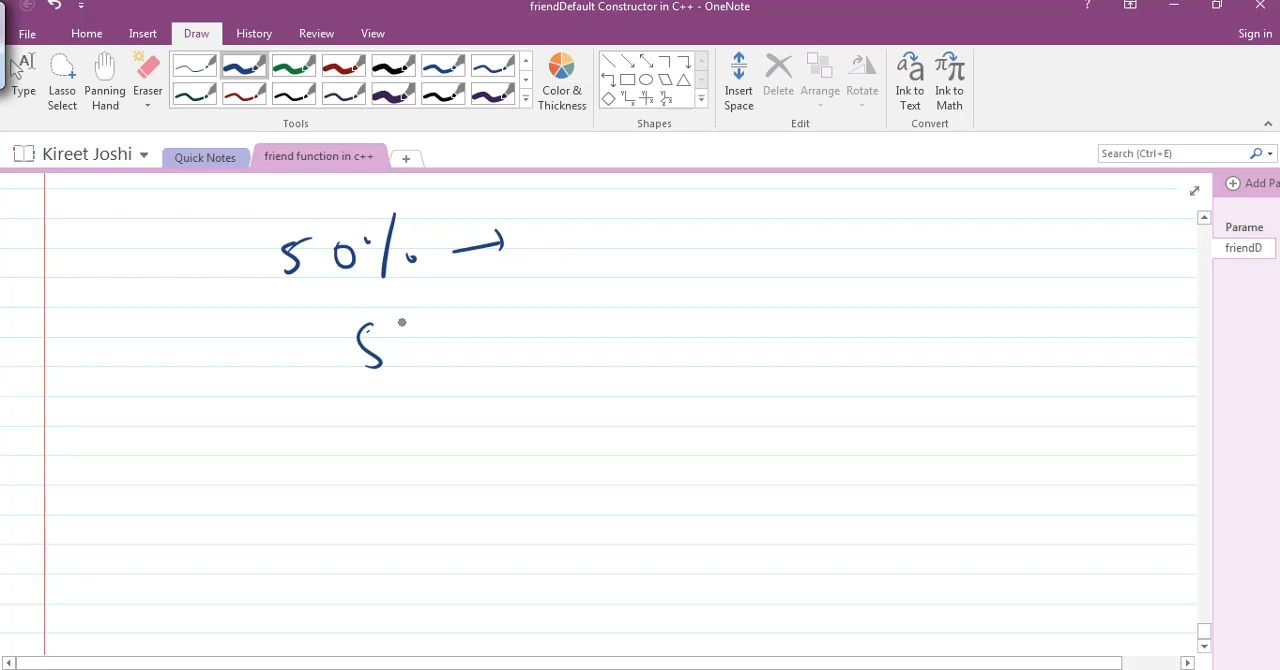 friendDefault Constructor in C++ - OneNote
?
File Home Insert Draw History Review View
Sign in
Type
Lasso Select
Panning Hand
Eraser
Color & Thickness
Insert Space
Delete
Arrange
Rotate
Ink to Text
Ink to Math
Tools
Shapes
Edit
Convert
Kireet Joshi
Quick Notes
friend function in c++
Search (Ctrl+E)
Add Pa
Parame
friendD
50% →
5